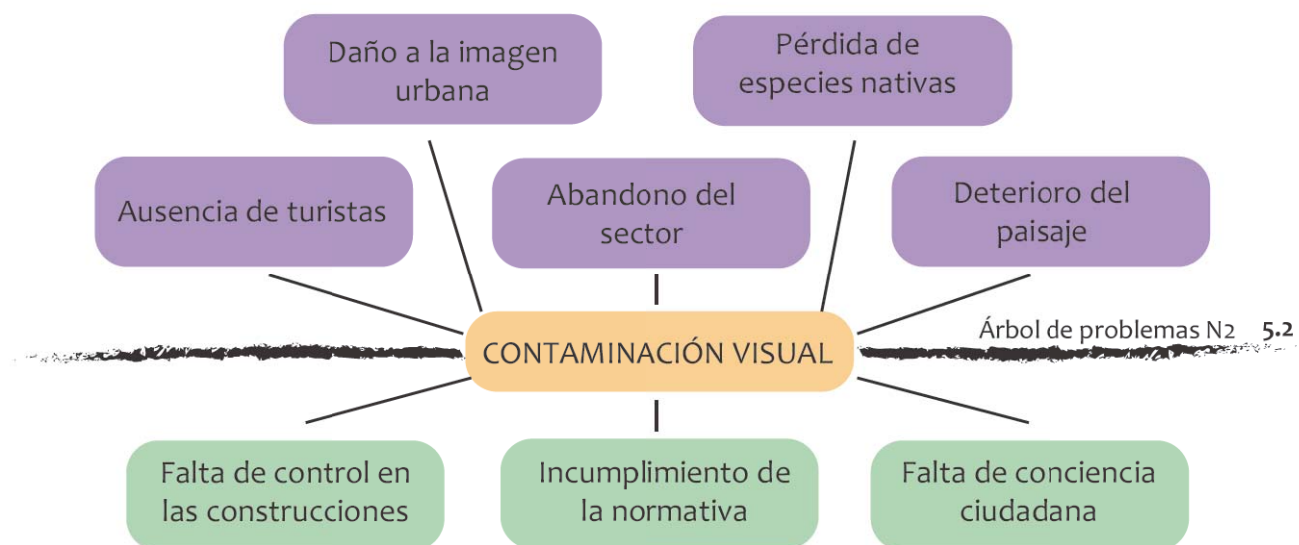 Daño a la imagen
urbana
Pérdida de
especies nativas
Ausencia de turistas
Abandono del
sector
Deterioro del
paisaje
Árbol de problemas N2 5.2
CONTAMINACIÓN VISUAL
Falta de control en
las construcciones
Incumplimiento de
la normativa
Falta de conciencia
ciudadana